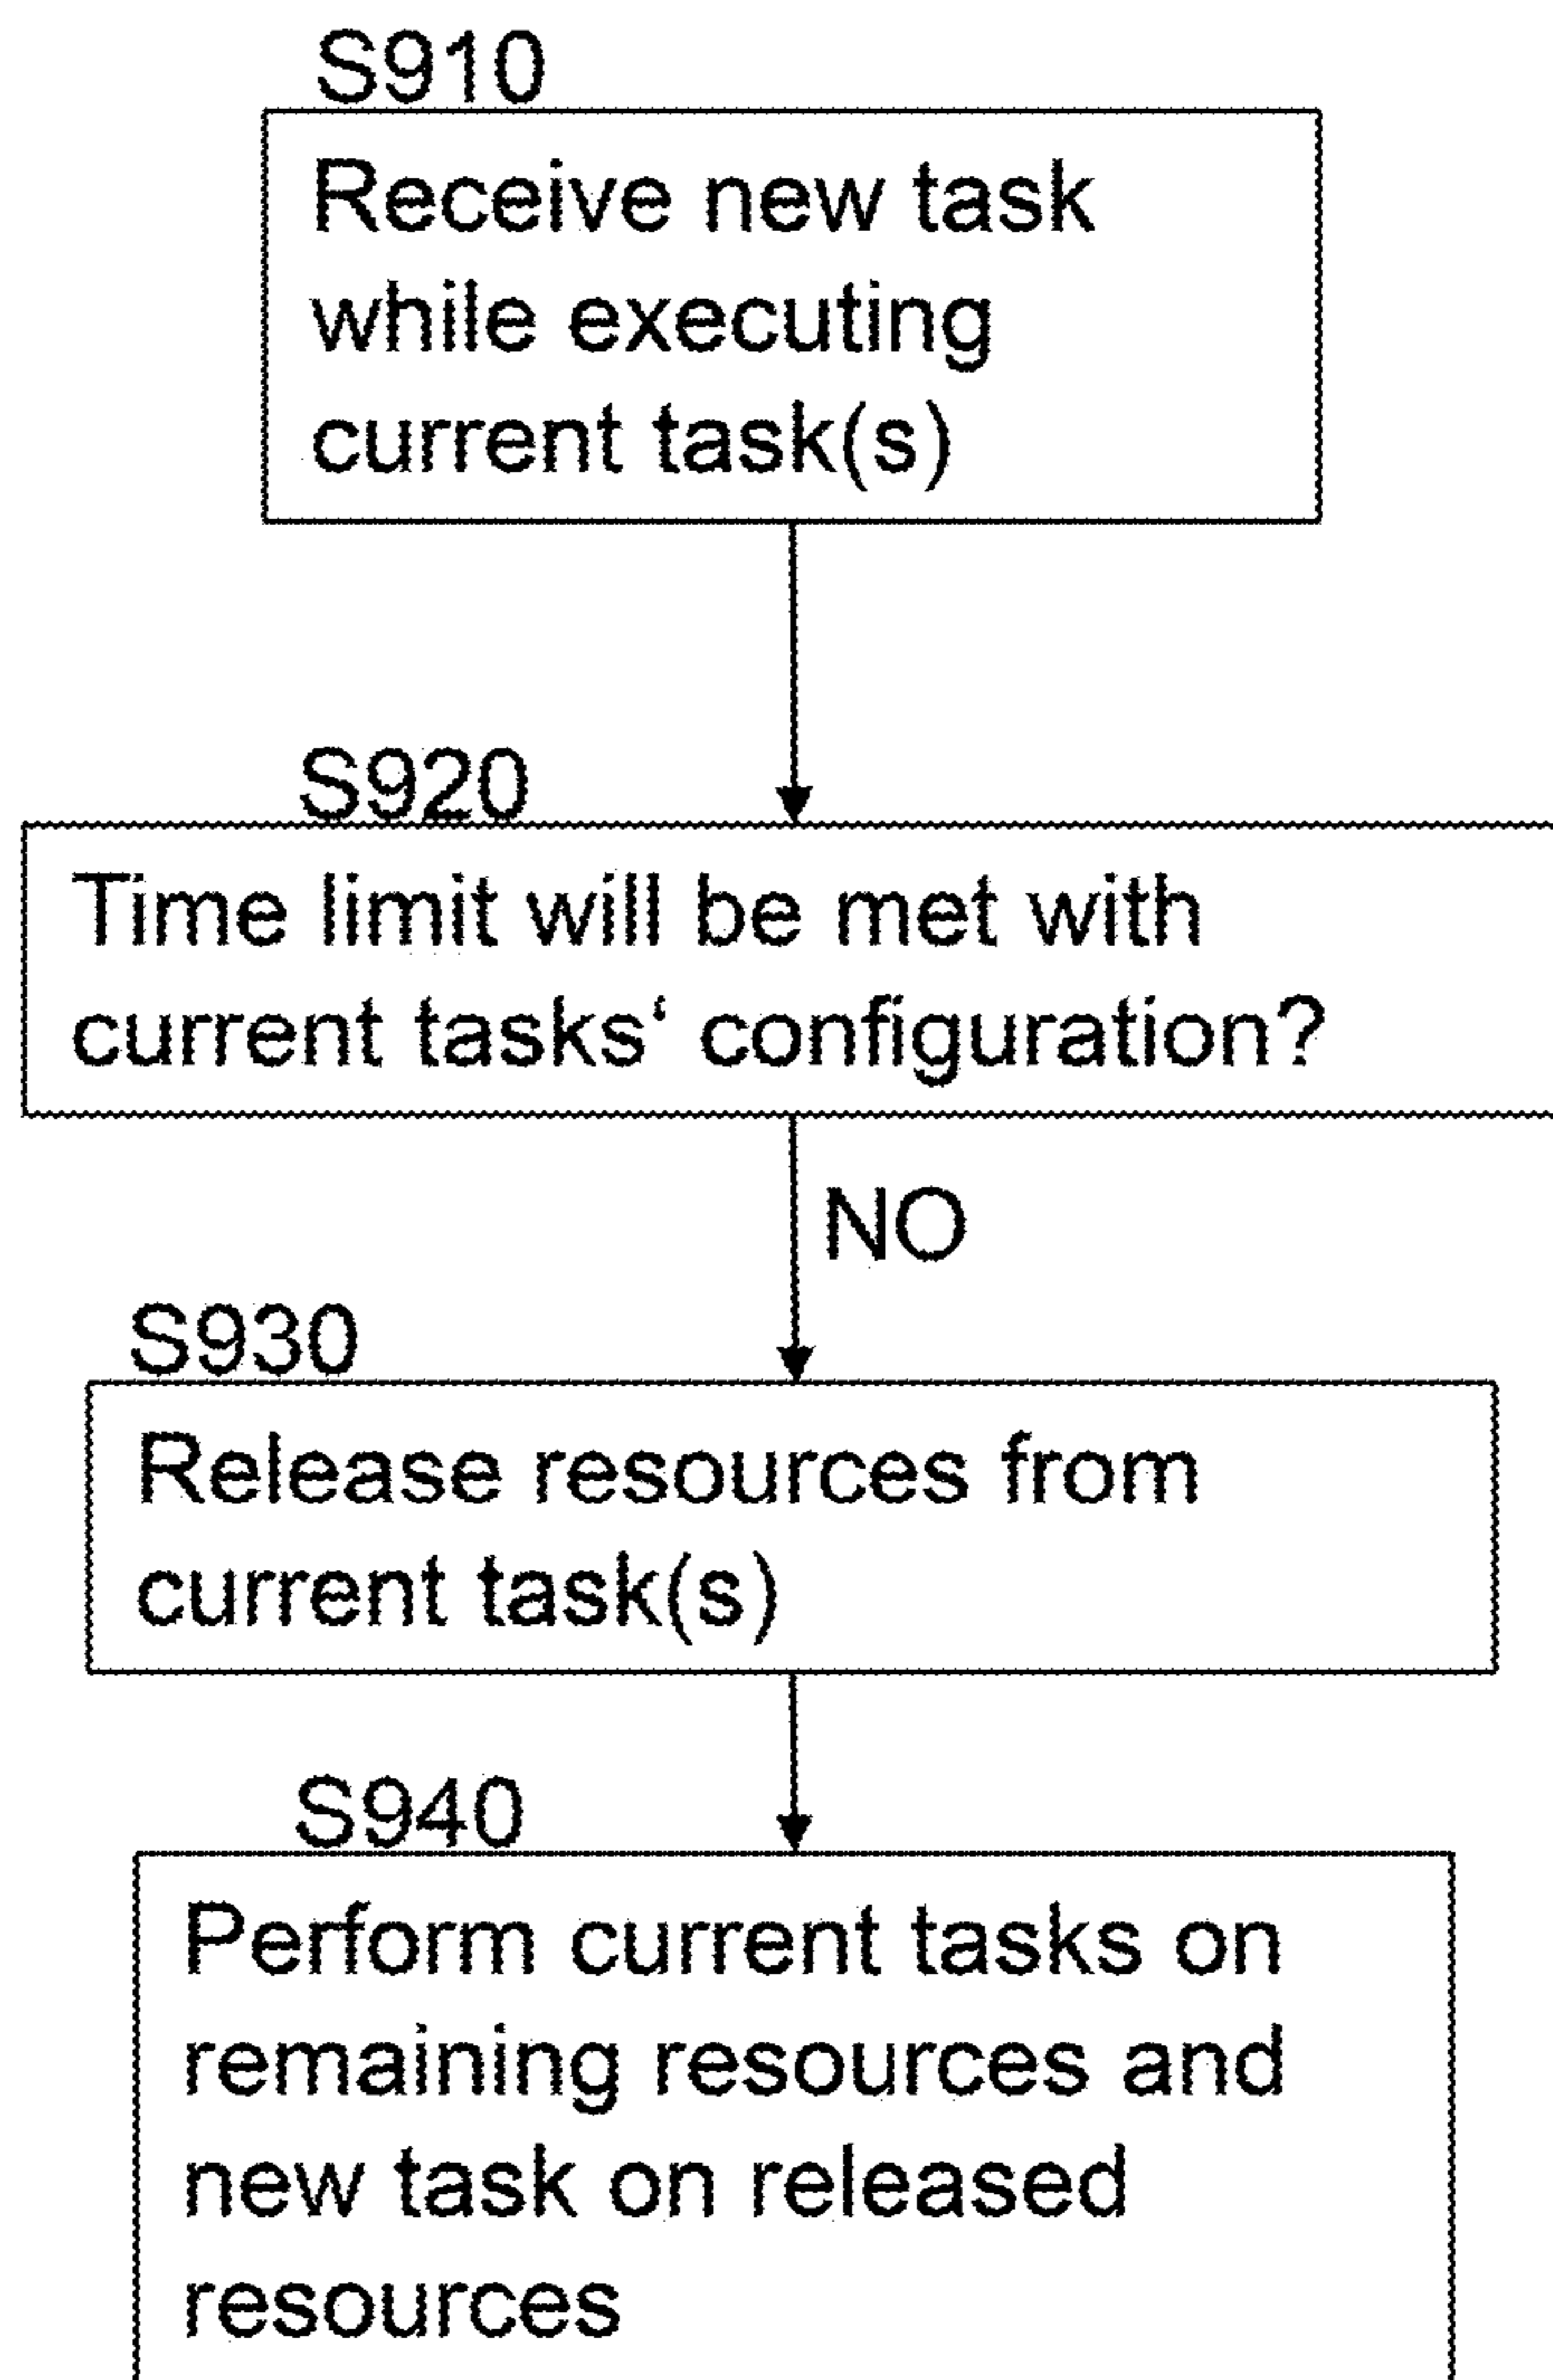 S910
Receive new task
while executing
current task(s)
S920
Time limit will be met with
current tasks‘ configuration?
NO
S930
Release resources from
current task(s)
S940
Perform current tasks on
remaining resources and
new task on released
resources